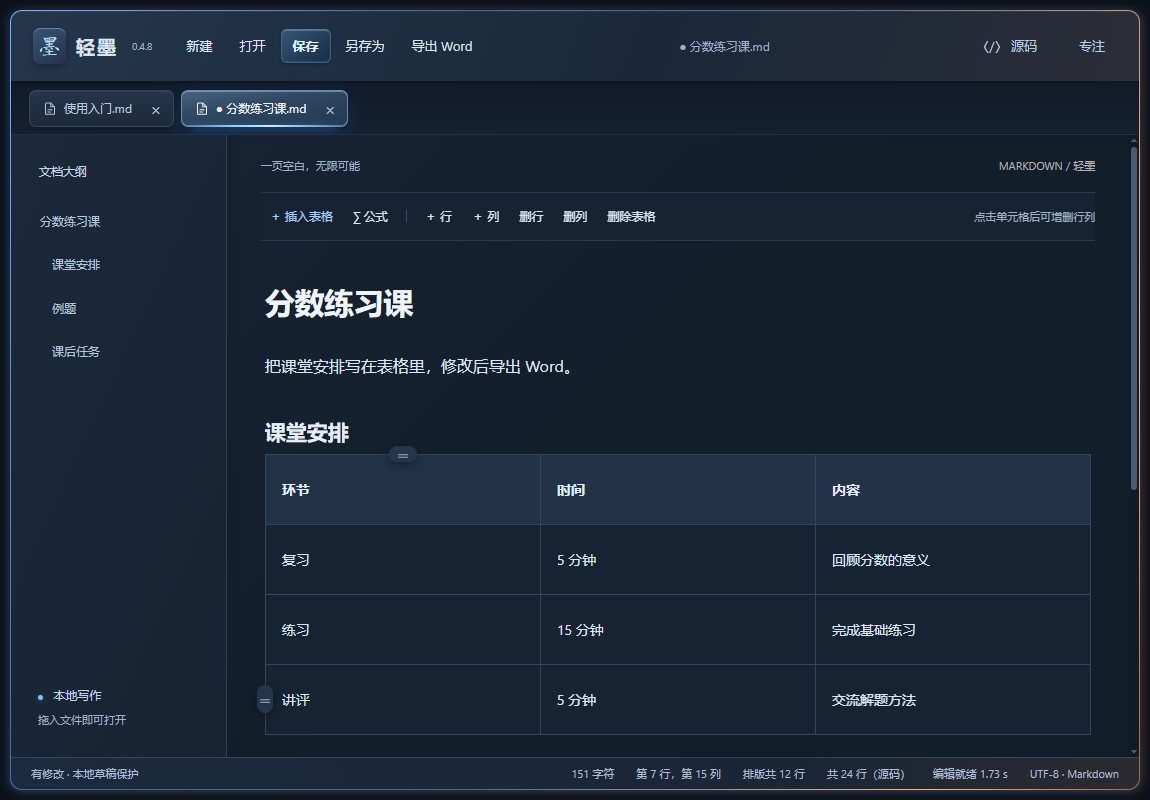 墨 轻墨 0.4.8 新建 打开 保存 另存为 导出 Word ● 分数练习课.md 源码 专注
使用入门.md × ● 分数练习课.md ×
文档大纲
分数练习课
课堂安排
例题
课后任务
● 本地写作
拖入文件即可打开
一页空白，无限可能 MARKDOWN / 轻墨
+ 插入表格 ∑ 公式 + 行 + 列 删行 删列 删除表格 点击单元格后可增删行列
分数练习课
把课堂安排写在表格里，修改后导出 Word。
课堂安排
环节 时间 内容
复习 5 分钟 回顾分数的意义
练习 15 分钟 完成基础练习
讲评 5 分钟 交流解题方法
有修改 · 本地草稿保护 151 字符 第 7 行，第 15 列 排版共 12 行 共 24 行（源码） 编辑就绪 1.73 s UTF-8 · Markdown